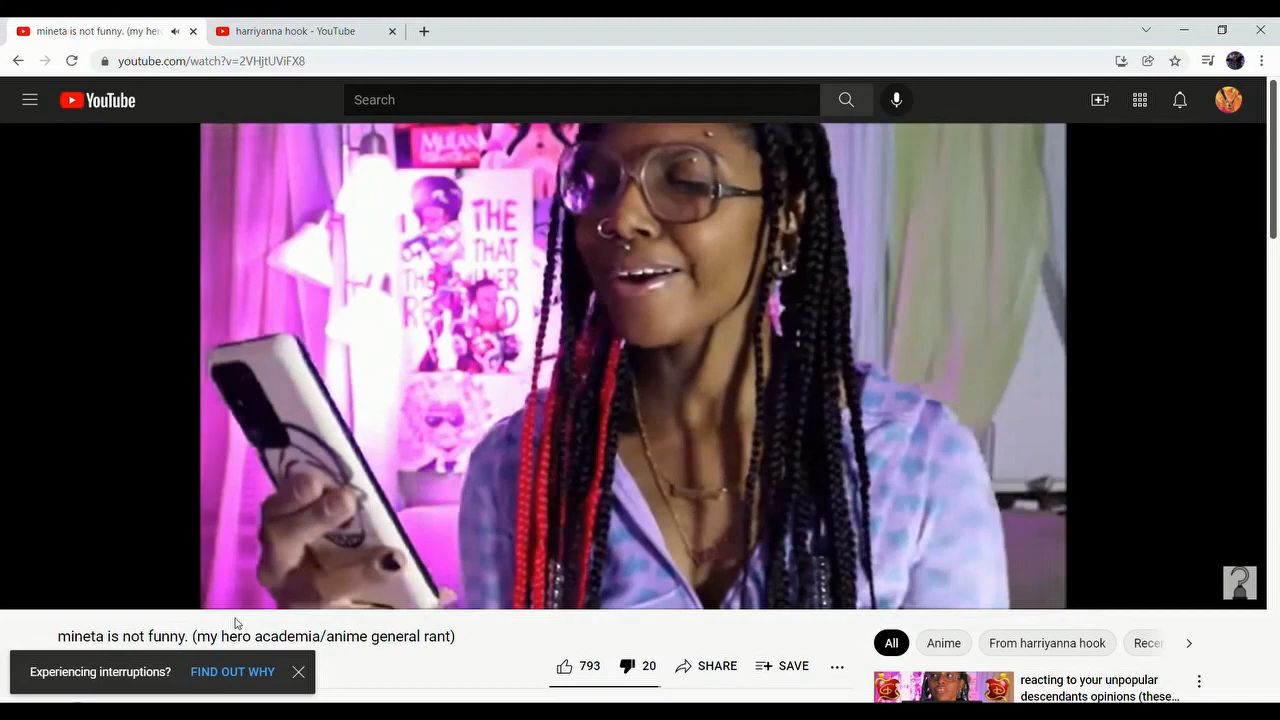 mineta is not funny. (my her
harriyanna hook - YouTube
youtube.com/watch?v=2VHjtUViFX8
YouTube
Search
MULAN
THE
THAT
mineta is not funny. (my hero academia/anime general rant)
Experiencing interruptions?
FIND OUT WHY
793
20
SHARE
SAVE
All
Anime
From harriyanna hook
Recer
reacting to your unpopular
descendants opinions (these...